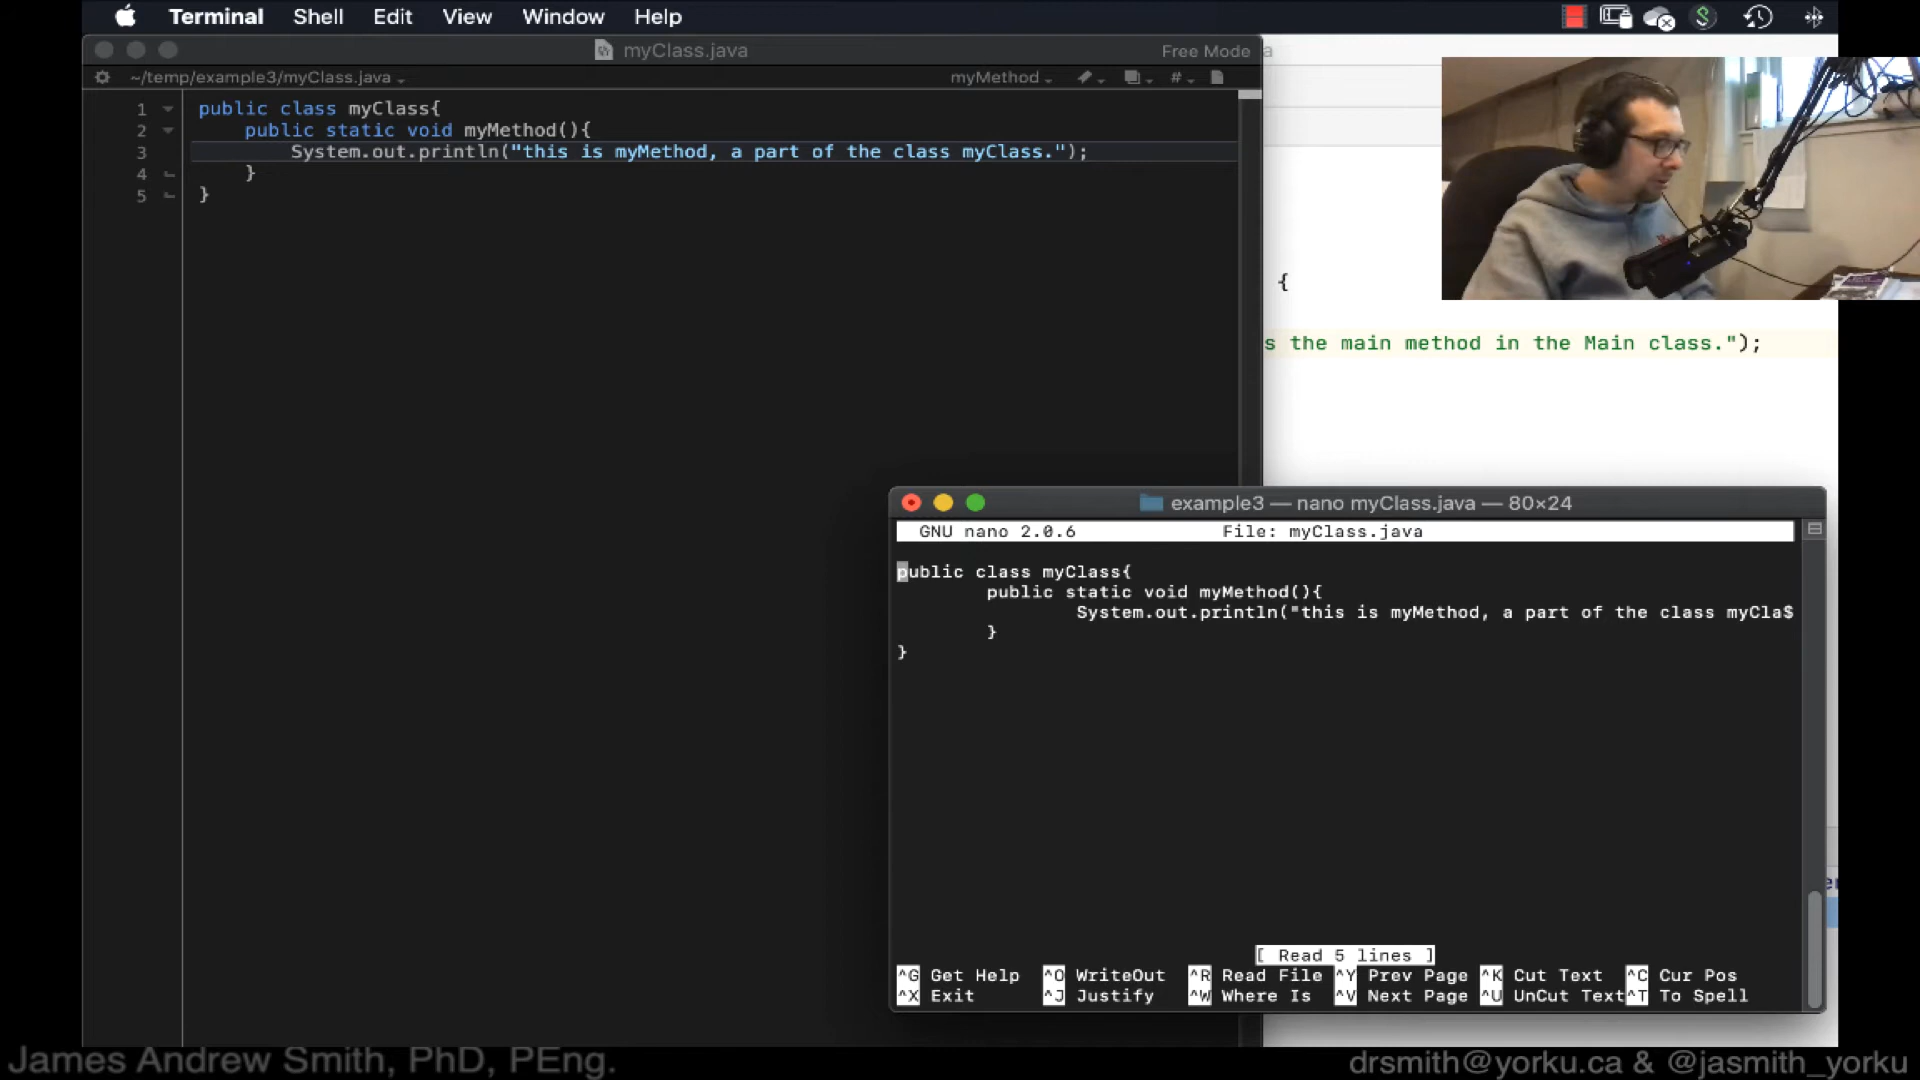 Terminal Shell Edit View Window Help
myClass.java
Free Mode
~/temp/example3/myClass.java
myMethod
#
1 public class myClass{
2 public static void myMethod(){
3 System.out.println("this is myMethod, a part of the class myClass.");
4 }
5 }
{
s the main method in the Main class.");
example3 — nano myClass.java — 80×24
GNU nano 2.0.6 File: myClass.java
public class myClass{
public static void myMethod(){
System.out.println("this is myMethod, a part of the class myCla$
}
}
[ Read 5 lines ]
^G Get Help ^O WriteOut ^R Read File ^Y Prev Page ^K Cut Text ^C Cur Pos
^X Exit ^J Justify ^W Where Is ^V Next Page ^U UnCut Text ^T To Spell
James Andrew Smith, PhD, PEng.
drsmith@yorku.ca & @jasmith_yorku